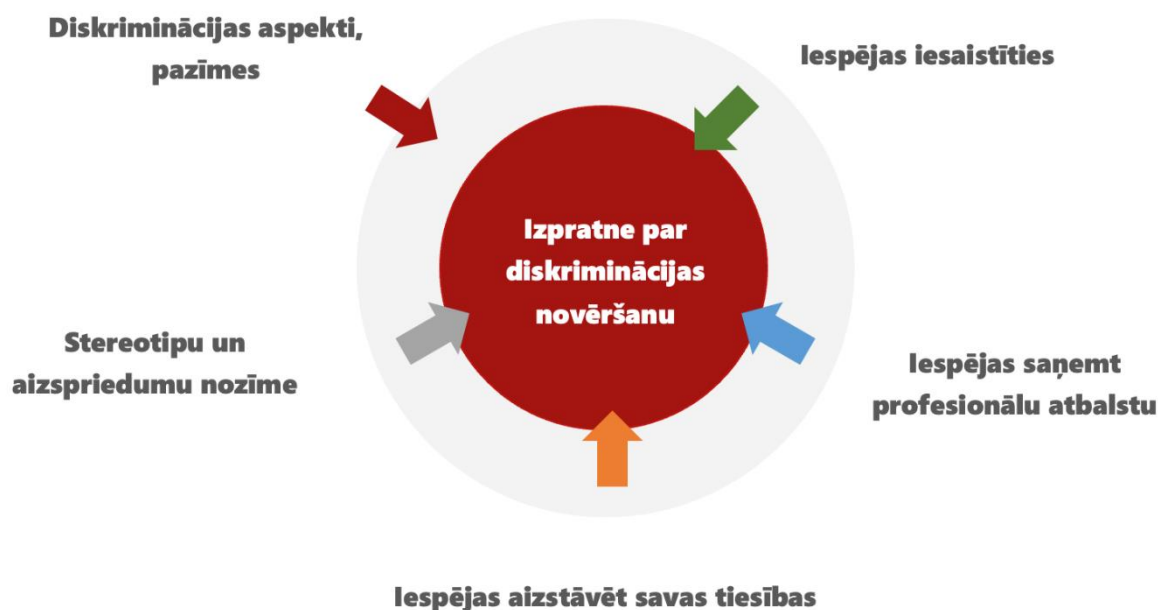 Diskriminācijas aspekti,
pazīmes
Iespējas iesaistīties
Izpratne par
diskriminācijas
novēršanu
Stereotipu un
aizspriedumu nozīme
Iespējas saņemt
profesionālu atbalstu
Iespējas aizstāvēt savas tiesības